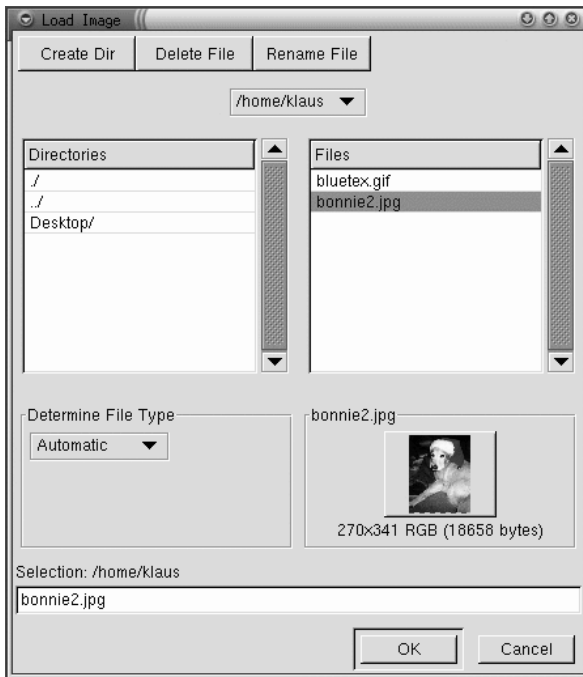 Load Image
Create Dir Delete File Rename File
/home/klaus
Directories
./
../
Desktop/
Files
bluetex.gif
bonnie2.jpg
Determine File Type
Automatic
bonnie2.jpg
270x341 RGB (18658 bytes)
Selection: /home/klaus
bonnie2.jpg
OK Cancel